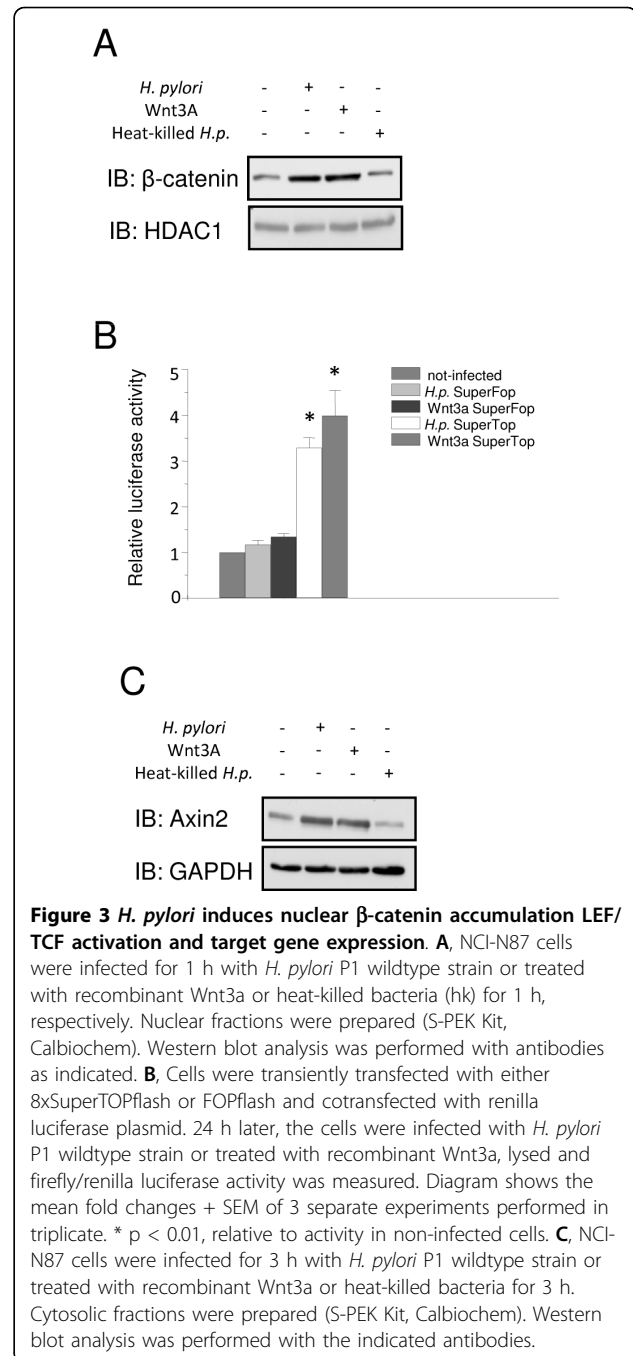 A
H. pylori - + - -
Wnt3A - - + -
Heat-killed H.p. - - - +
IB: β-catenin
IB: HDAC1
B
Relative luciferase activity
5
4
3
2
1
0
*
*
not-infected
H.p. SuperFop
Wnt3a SuperFop
H.p. SuperTop
Wnt3a SuperTop
C
H. pylori - + - -
Wnt3A - - + -
Heat-killed H.p. - - - +
IB: Axin2
IB: GAPDH
Figure 3 H. pylori induces nuclear β-catenin accumulation LEF/
TCF activation and target gene expression. A, NCI-N87 cells
were infected for 1 h with H. pylori P1 wildtype strain or treated
with recombinant Wnt3a or heat-killed bacteria (hk) for 1 h,
respectively. Nuclear fractions were prepared (S-PEK Kit,
Calbiochem). Western blot analysis was performed with antibodies
as indicated. B, Cells were transiently transfected with either
8xSuperTOPflash or FOPflash and cotransfected with renilla
luciferase plasmid. 24 h later, the cells were infected with H. pylori
P1 wildtype strain or treated with recombinant Wnt3a, lysed and
firefly/renilla luciferase activity was measured. Diagram shows the
mean fold changes + SEM of 3 separate experiments performed in
triplicate. * p < 0.01, relative to activity in non-infected cells. C, NCI-
N87 cells were infected for 3 h with H. pylori P1 wildtype strain or
treated with recombinant Wnt3a or heat-killed bacteria for 3 h.
Cytosolic fractions were prepared (S-PEK Kit, Calbiochem). Western
blot analysis was performed with the indicated antibodies.